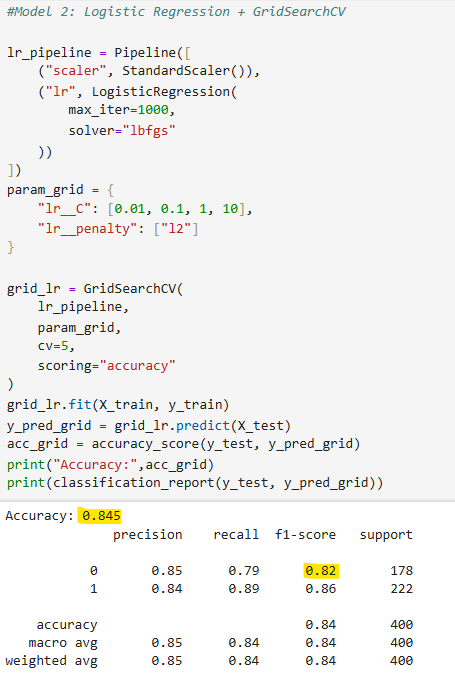 #Model 2: Logistic Regression + GridSearchCV
lr_pipeline = Pipeline([
("scaler", StandardScaler()),
("lr", LogisticRegression(
max_iter=1000,
solver="lbfgs"
))
])
param_grid = {
"lr__C": [0.01, 0.1, 1, 10],
"lr__penalty": ["l2"]
}
grid_lr = GridSearchCV(
lr_pipeline,
param_grid,
cv=5,
scoring="accuracy"
)
grid_lr.fit(X_train, y_train)
y_pred_grid = grid_lr.predict(X_test)
acc_grid = accuracy_score(y_test, y_pred_grid)
print("Accuracy:",acc_grid)
print(classification_report(y_test, y_pred_grid))
Accuracy: 0.845
precision recall f1-score support
0 0.85 0.79 0.82 178
1 0.84 0.89 0.86 222
accuracy 0.84 400
macro avg 0.85 0.84 0.84 400
weighted avg 0.85 0.84 0.84 400